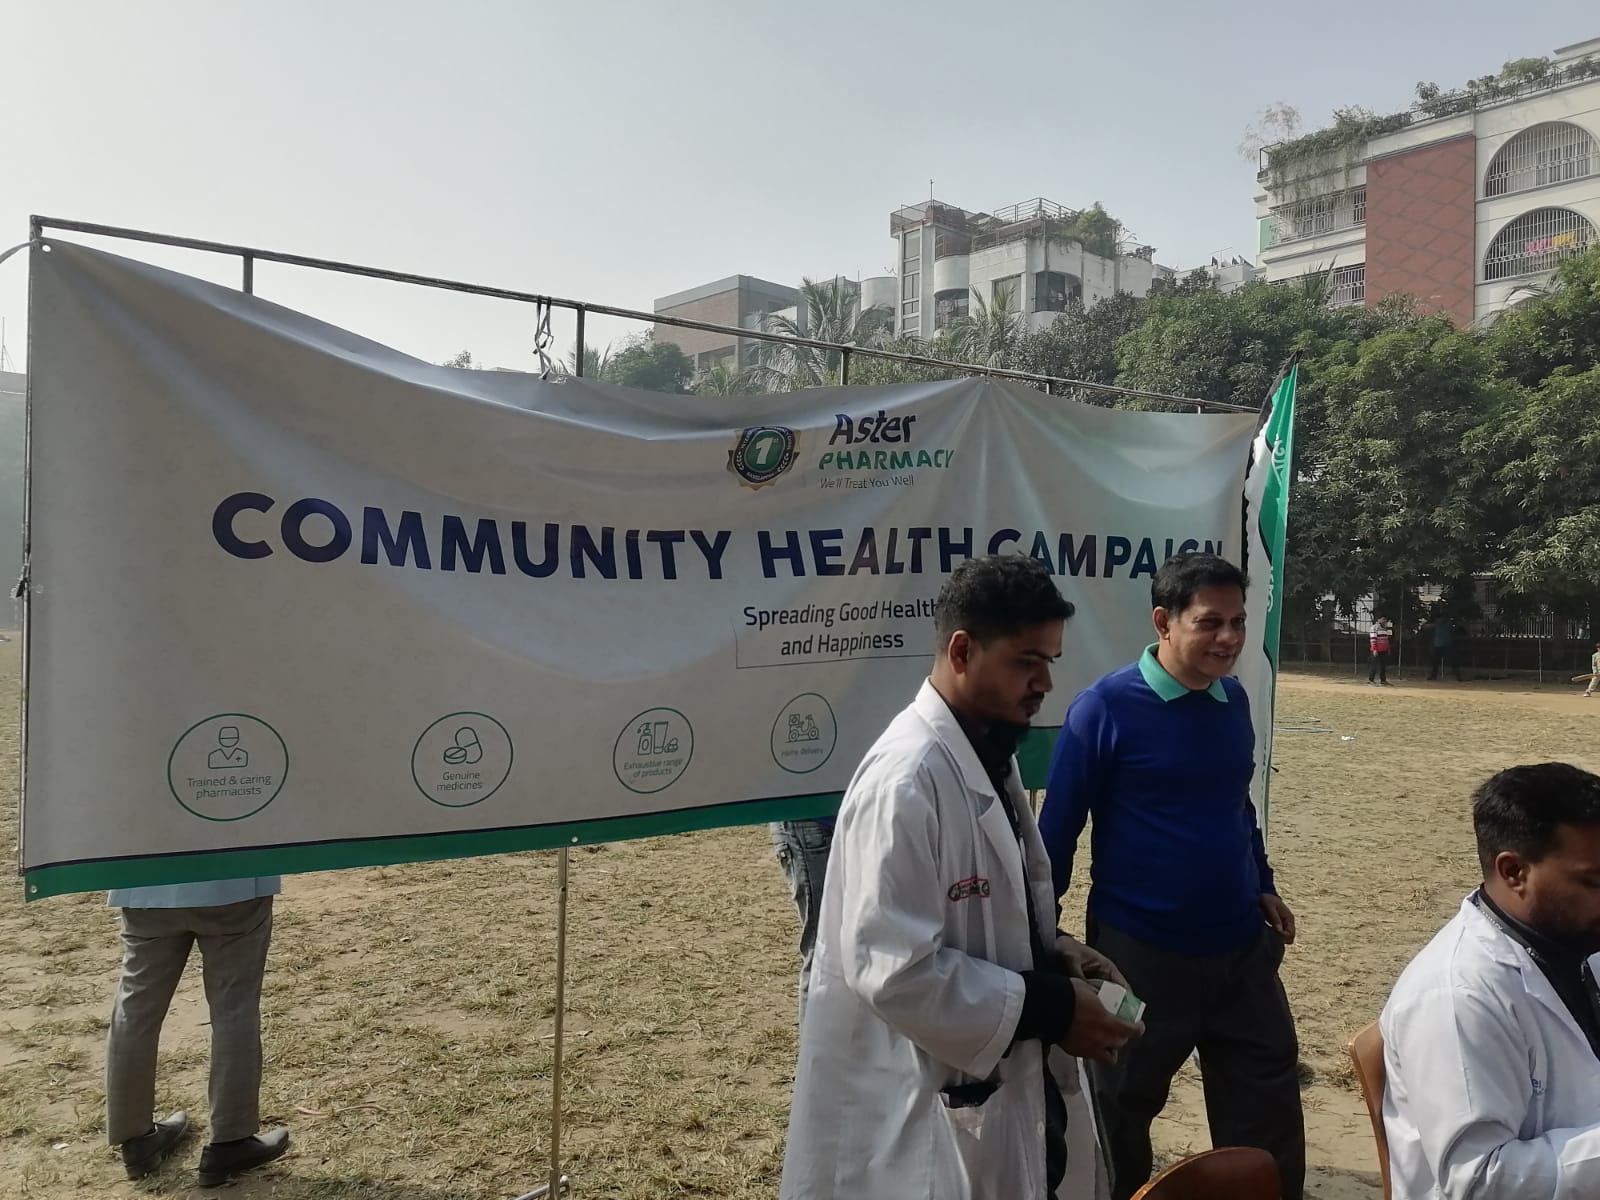 1
Aster
PHARMACY
We'll Treat You Well
COMMUNITY HEALTH CAMPAIGN
Spreading Good Health
and Happiness
Trained & caring
pharmacists
Genuine
medicines
Exhaustive range
of products
Home delivery